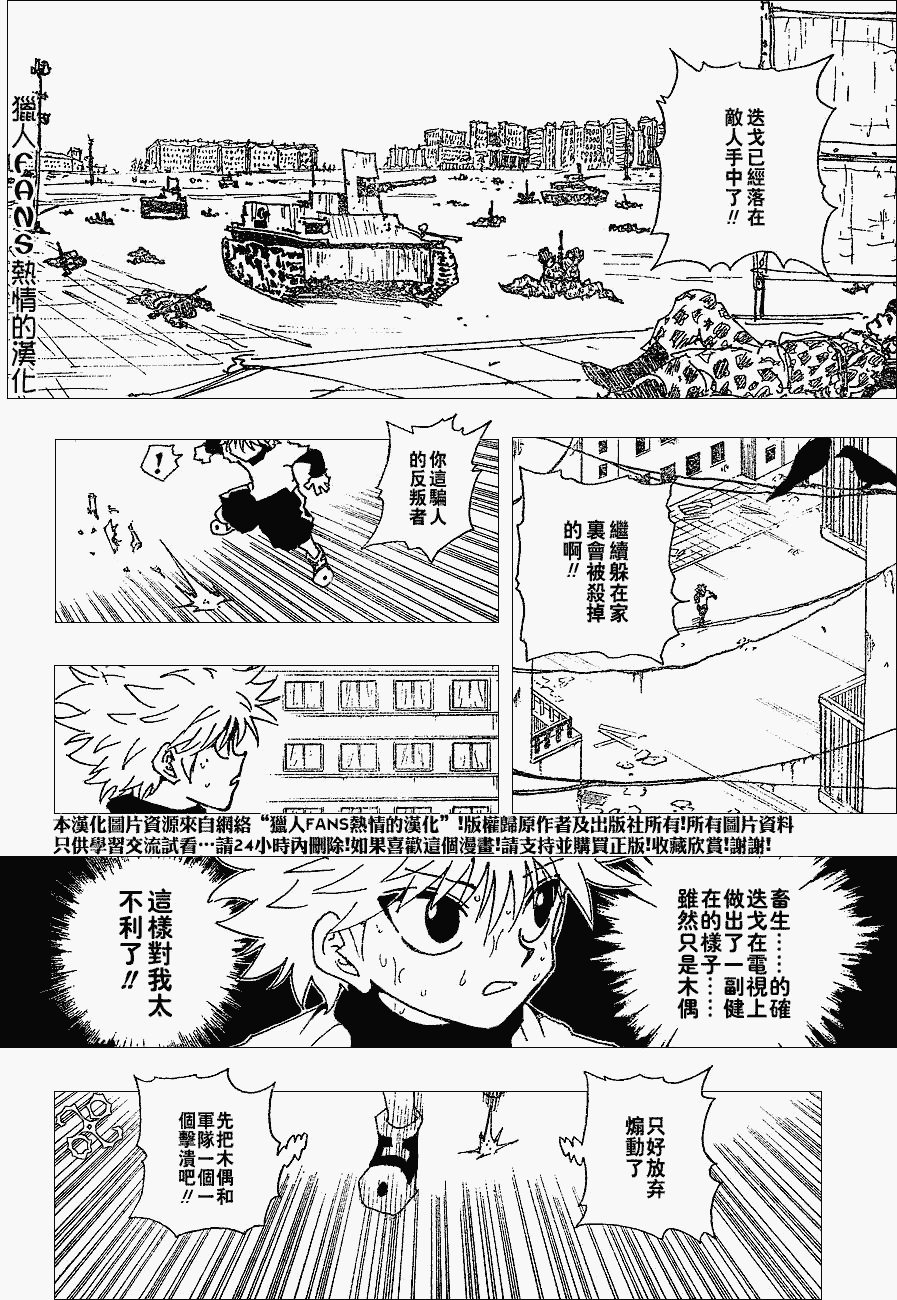 迭戈已經落在
敵人手中了!!
獵人FANS熱情的漢化
繼續躲在家
裏會被殺掉
的啊!!
你這騙人
的反叛者
!
本漢化圖片資源來自網絡“獵人FANS熱情的漢化”!版權歸原作者及出版社所有!所有圖片資料
只供學習交流試看…請24小時內刪除!如果喜歡這個漫畫!請支持並購買正版!收藏欣賞!謝謝!
畜生……的確
迭戈在電視上
做出了一副健
在的樣子……
雖然只是木偶
這樣對我太
不利了!!
只好放弃
煽動了
先把木偶和
軍隊一個一
個擊潰吧!!